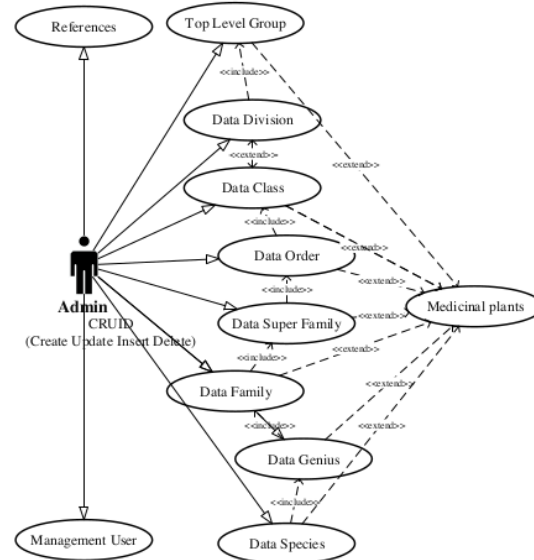 References
Top Level Group
<<include>>
Data Division
<<extend>>
<<extend>>
Data Class
<<include>>
Data Order
<<extend>>
<<extend>>
<<include>>
Admin
CRUID
(Create Update Insert Delete)
Data Super Family
<<extend>>
Medicinal plants
<<include>>
<<extend>>
Data Family
<<include>>
<<extend>>
<<extend>>
Data Genius
<<include>>
Management User
Data Species